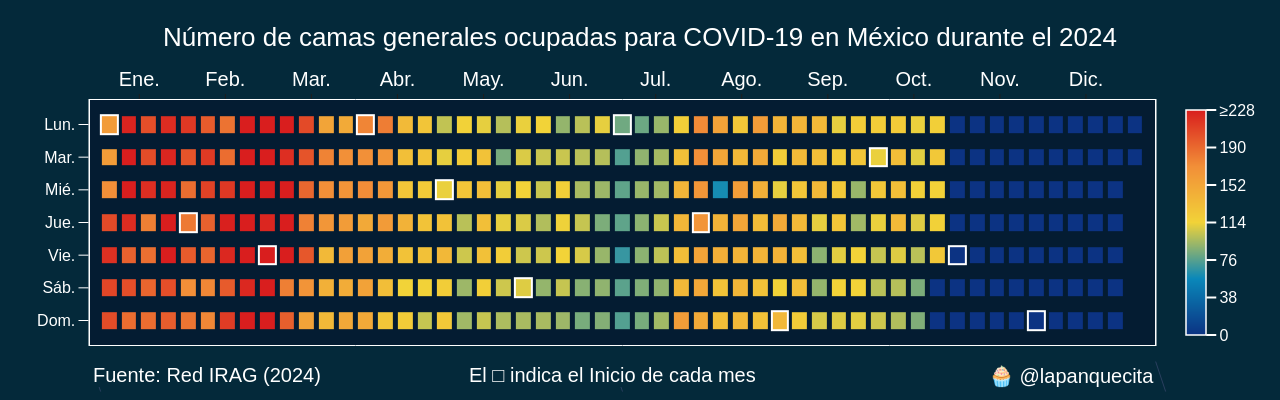 Número de camas generales ocupadas para COVID-19 en México durante el 2024
Ene. Feb. Mar. Abr. May. Jun. Jul. Ago. Sep. Oct. Nov. Dic.
Lun.
Mar.
Mié.
Jue.
Vie.
Sáb.
Dom.
≥228
190
152
114
76
38
0
Fuente: Red IRAG (2024)
El □ indica el Inicio de cada mes
🧁 @lapanquecita